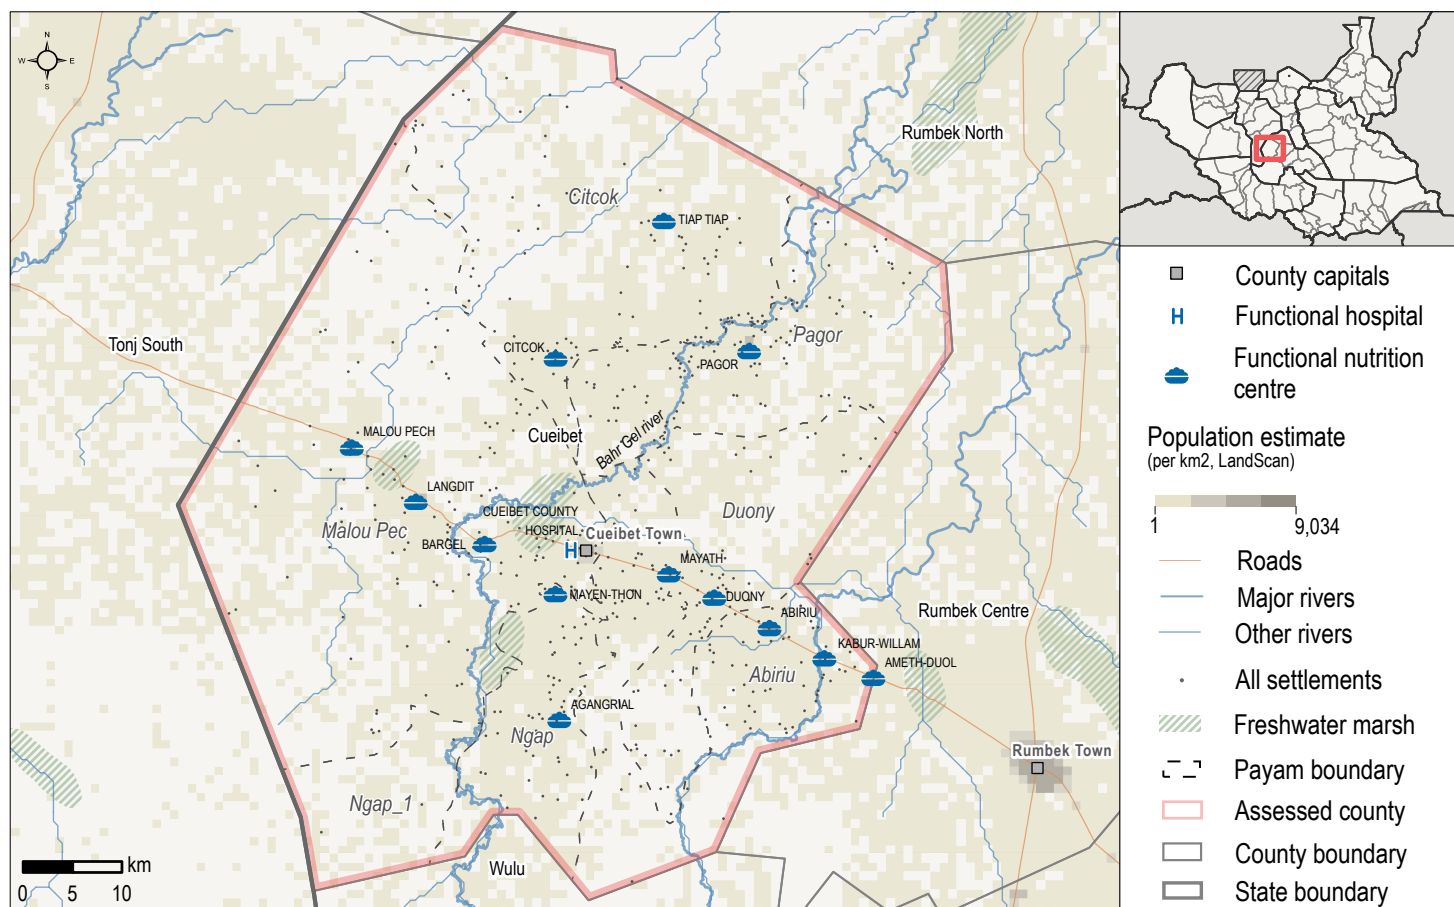 N
W E
S
Rumbek North
Citcok
TIAP TIAP
Tonj South
Pagor
CITCOK
PAGOR
Cueibet
Bahr Gel river
MALOU PECH
LANGDIT
CUEIBET COUNTY
HOSPITAL
Duony
Malou Pec
Cueibet Town
BARGEL
H
MAYATH
MAYEN-THON
DUONY
ABIRIU
Rumbek Centre
KABUR-WILLAM
AMETH-DUOL
Abiriu
AGANGRIAL
Ngap
Rumbek Town
Ngap_1
Wulu
km
0 5 10
County capitals
H Functional hospital
Functional nutrition
centre
Population estimate
(per km2, LandScan)
1 9,034
Roads
Major rivers
Other rivers
All settlements
Freshwater marsh
Payam boundary
Assessed county
County boundary
State boundary